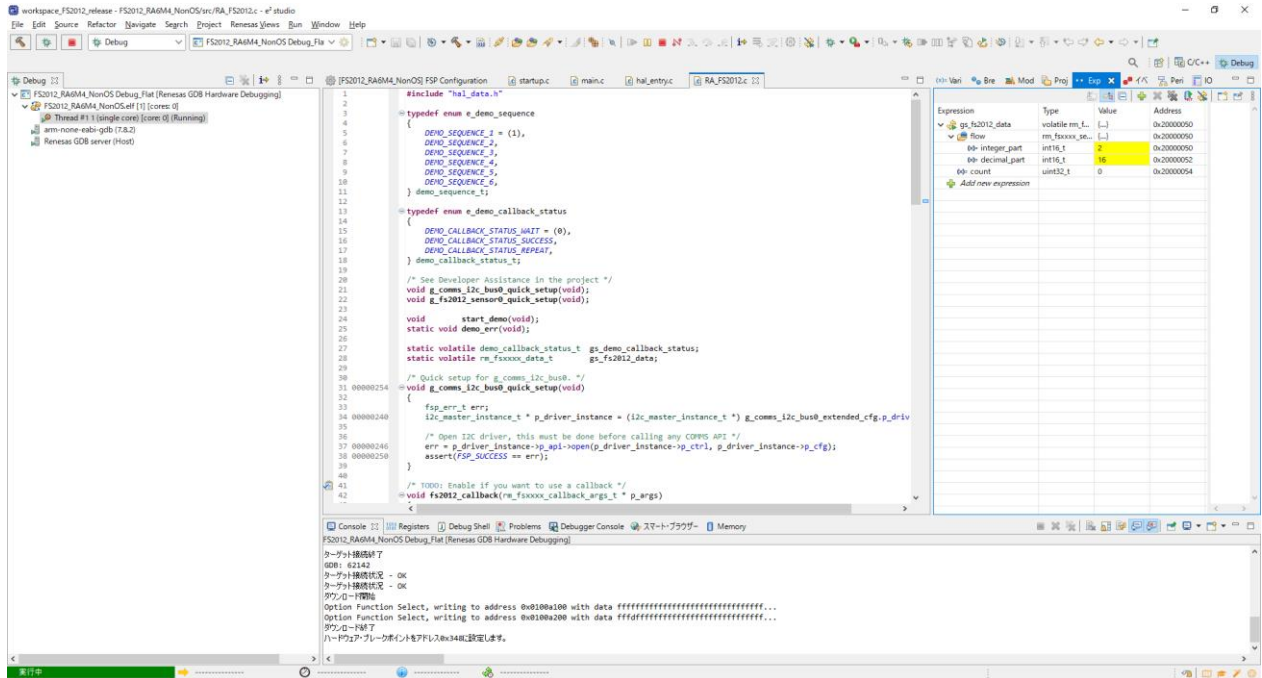 workspace_FS2012_release - FS2012_RA6M4_NonOS/src/RA_FS2012.c - e² studio
File Edit Source Refactor Navigate Search Project Renesas Views Run Window Help
Debug
FS2012_RA6M4_NonOS Debug_Fla
C/C++
Debug
Debug
FS2012_RA6M4_NonOS Debug_Flat [Renesas GDB Hardware Debugging]
FS2012_RA6M4_NonOS.elf [1] [cores: 0]
Thread #1 1 (single core) [core: 0] (Running)
arm-none-eabi-gdb (7.8.2)
Renesas GDB server (Host)
[FS2012_RA6M4_NonOS] FSP Configuration startup.c main.c hal_entry.c RA_FS2012.c
1 #include "hal_data.h"
2
3 typedef enum e_demo_sequence
4 {
5 DEMO_SEQUENCE_1 = (1),
6 DEMO_SEQUENCE_2,
7 DEMO_SEQUENCE_3,
8 DEMO_SEQUENCE_4,
9 DEMO_SEQUENCE_5,
10 DEMO_SEQUENCE_6,
11 } demo_sequence_t;
12
13 typedef enum e_demo_callback_status
14 {
15 DEMO_CALLBACK_STATUS_WAIT = (0),
16 DEMO_CALLBACK_STATUS_SUCCESS,
17 DEMO_CALLBACK_STATUS_REPEAT,
18 } demo_callback_status_t;
19
20 /* See Developer Assistance in the project */
21 void g_comms_i2c_bus0_quick_setup(void);
22 void g_fs2012_sensor0_quick_setup(void);
23
24 void start_demo(void);
25 static void demo_err(void);
26
27 static volatile demo_callback_status_t gs_demo_callback_status;
28 static volatile rm_fsxxxx_data_t gs_fs2012_data;
29
30 /* Quick setup for g_comms_i2c_bus0. */
31 00000254 void g_comms_i2c_bus0_quick_setup(void)
32 {
33 fsp_err_t err;
34 00000240 i2c_master_instance_t * p_driver_instance = (i2c_master_instance_t *) g_comms_i2c_bus0_extended_cfg.p_driv
35
36 /* Open I2C driver, this must be done before calling any COMMS API */
37 00000246 err = p_driver_instance->p_api->open(p_driver_instance->p_ctrl, p_driver_instance->p_cfg);
38 00000250 assert(FSP_SUCCESS == err);
39 }
40
41 /* TODO: Enable if you want to use a callback */
42 void fs2012_callback(rm_fsxxxx_callback_args_t * p_args)
Vari Bre Mod Proj Exp イベ Peri IO
Expression Type Value Address
gs_fs2012_data volatile rm_f... {...} 0x20000050
flow rm_fsxxxx_se... {...} 0x20000050
integer_part int16_t 2 0x20000050
decimal_part int16_t 16 0x20000052
count uint32_t 0 0x20000054
Add new expression
Console Registers Debug Shell Problems Debugger Console スマート・ブラウザー Memory
FS2012_RA6M4_NonOS Debug_Flat [Renesas GDB Hardware Debugging]
ターゲット接続終了
GDB: 62142
ターゲット接続状況 - OK
ターゲット接続状況 - OK
ダウンロード開始
Option Function Select, writing to address 0x0100a100 with data ffffffffffffffffffffffffffffffff...
Option Function Select, writing to address 0x0100a200 with data fffdffffffffffffffffffffffffffff...
ダウンロード終了
ハードウェア・ブレークポイントをアドレス0x348に設定します。
実行中